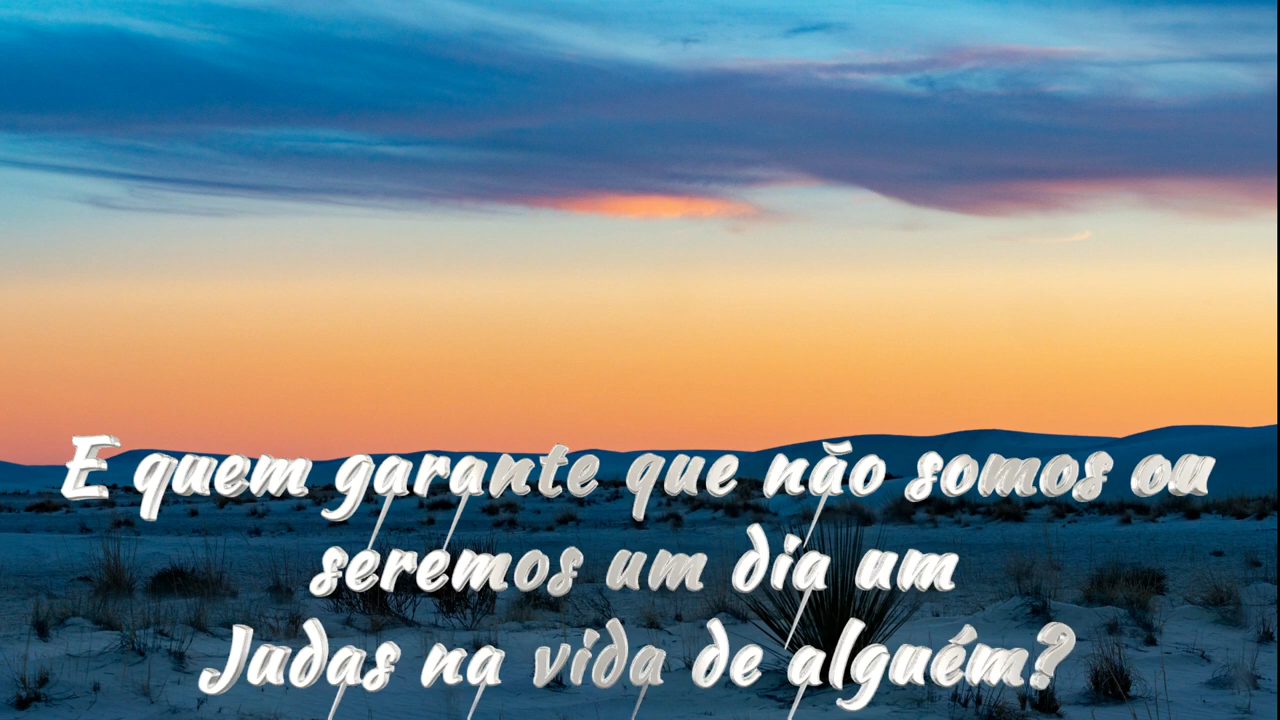 E quem garante que não somos ou
seremos um dia um
Judas na vida de alguém?